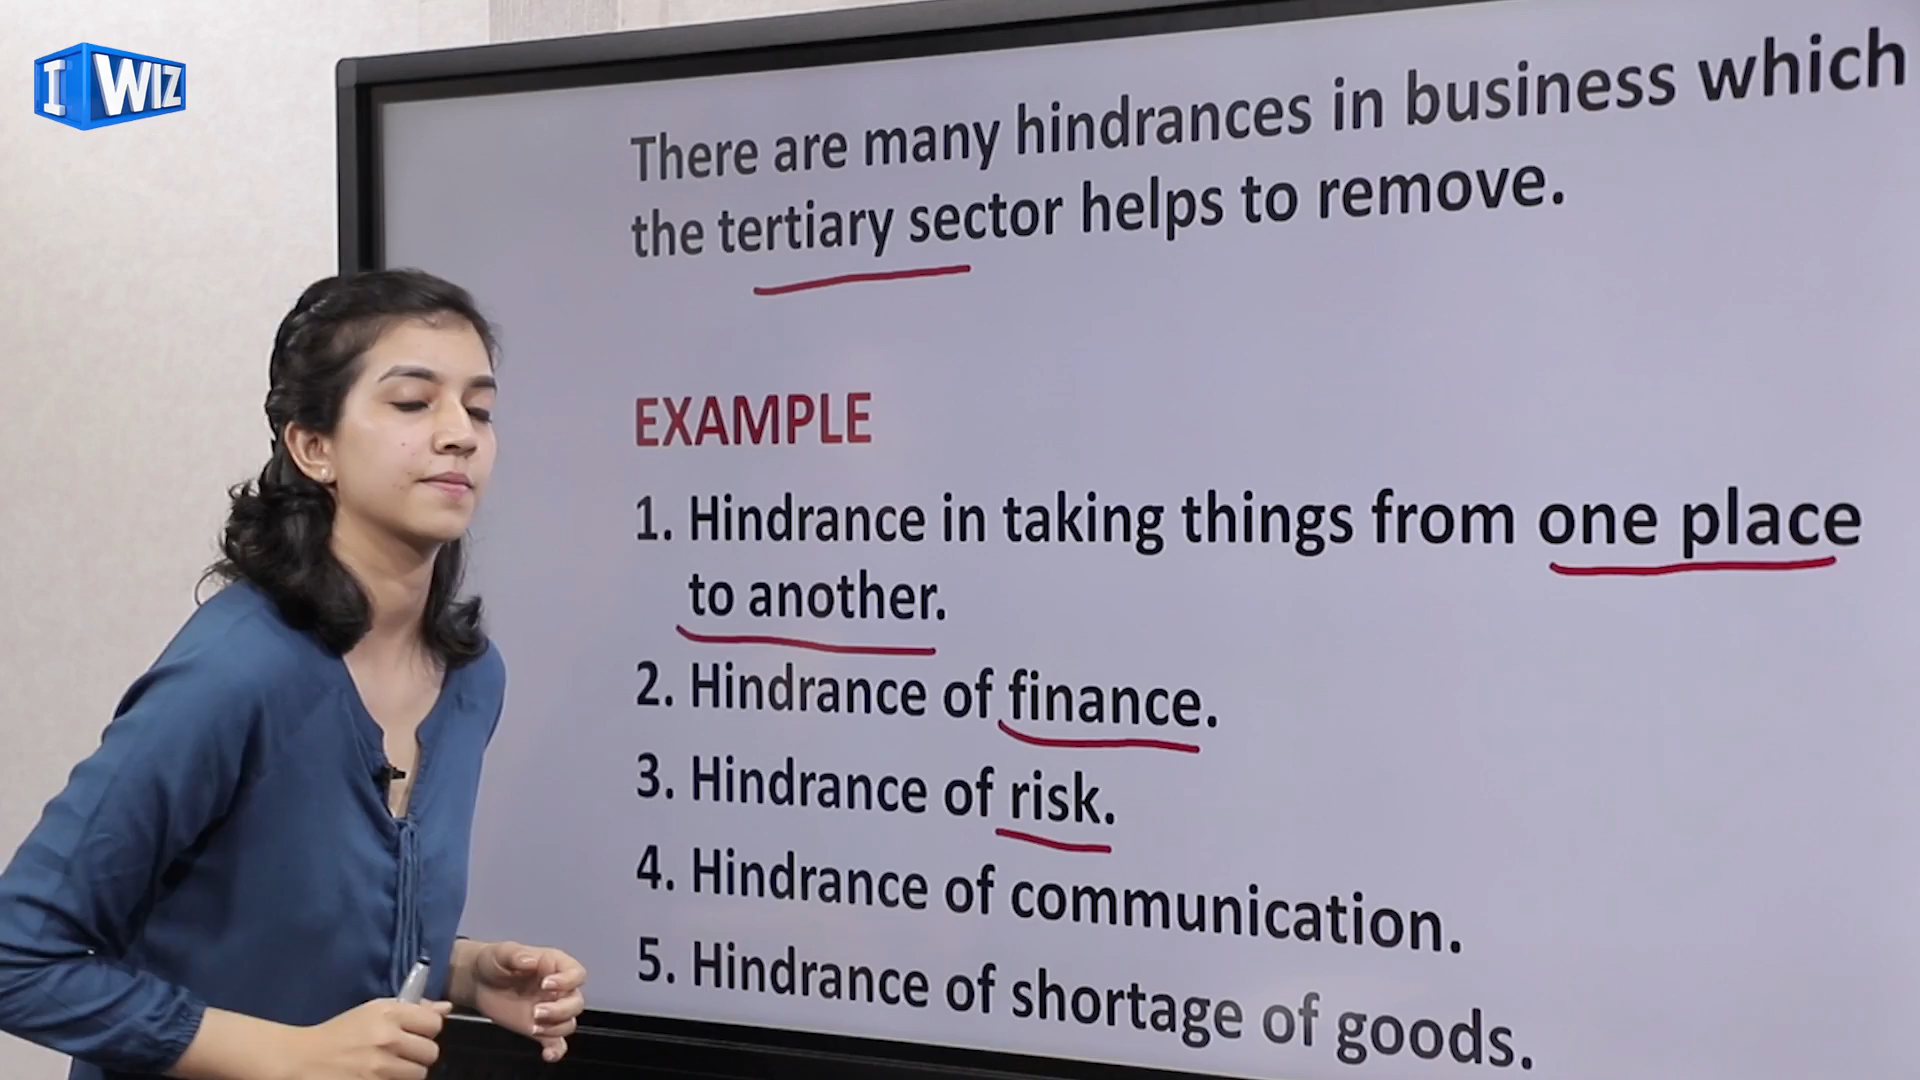 I WIZ
There are many hindrances in business which
the tertiary sector helps to remove.
EXAMPLE
1. Hindrance in taking things from one place
to another.
2. Hindrance of finance.
3. Hindrance of risk.
4. Hindrance of communication.
5. Hindrance of shortage of goods.